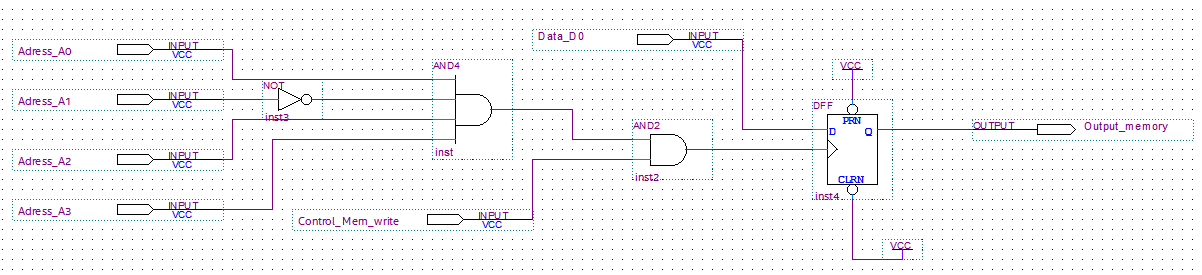 Adress_A0
INPUT
VCC
Adress_A1
INPUT
VCC
NOT
inst3
Adress_A2
INPUT
VCC
Adress_A3
INPUT
VCC
AND4
inst
Control_Mem_write
INPUT
VCC
Data_D0
INPUT
VCC
AND2
inst2
VCC
DFF
PRN
D
Q
CLRN
inst4
VCC
OUTPUT
Output_memory